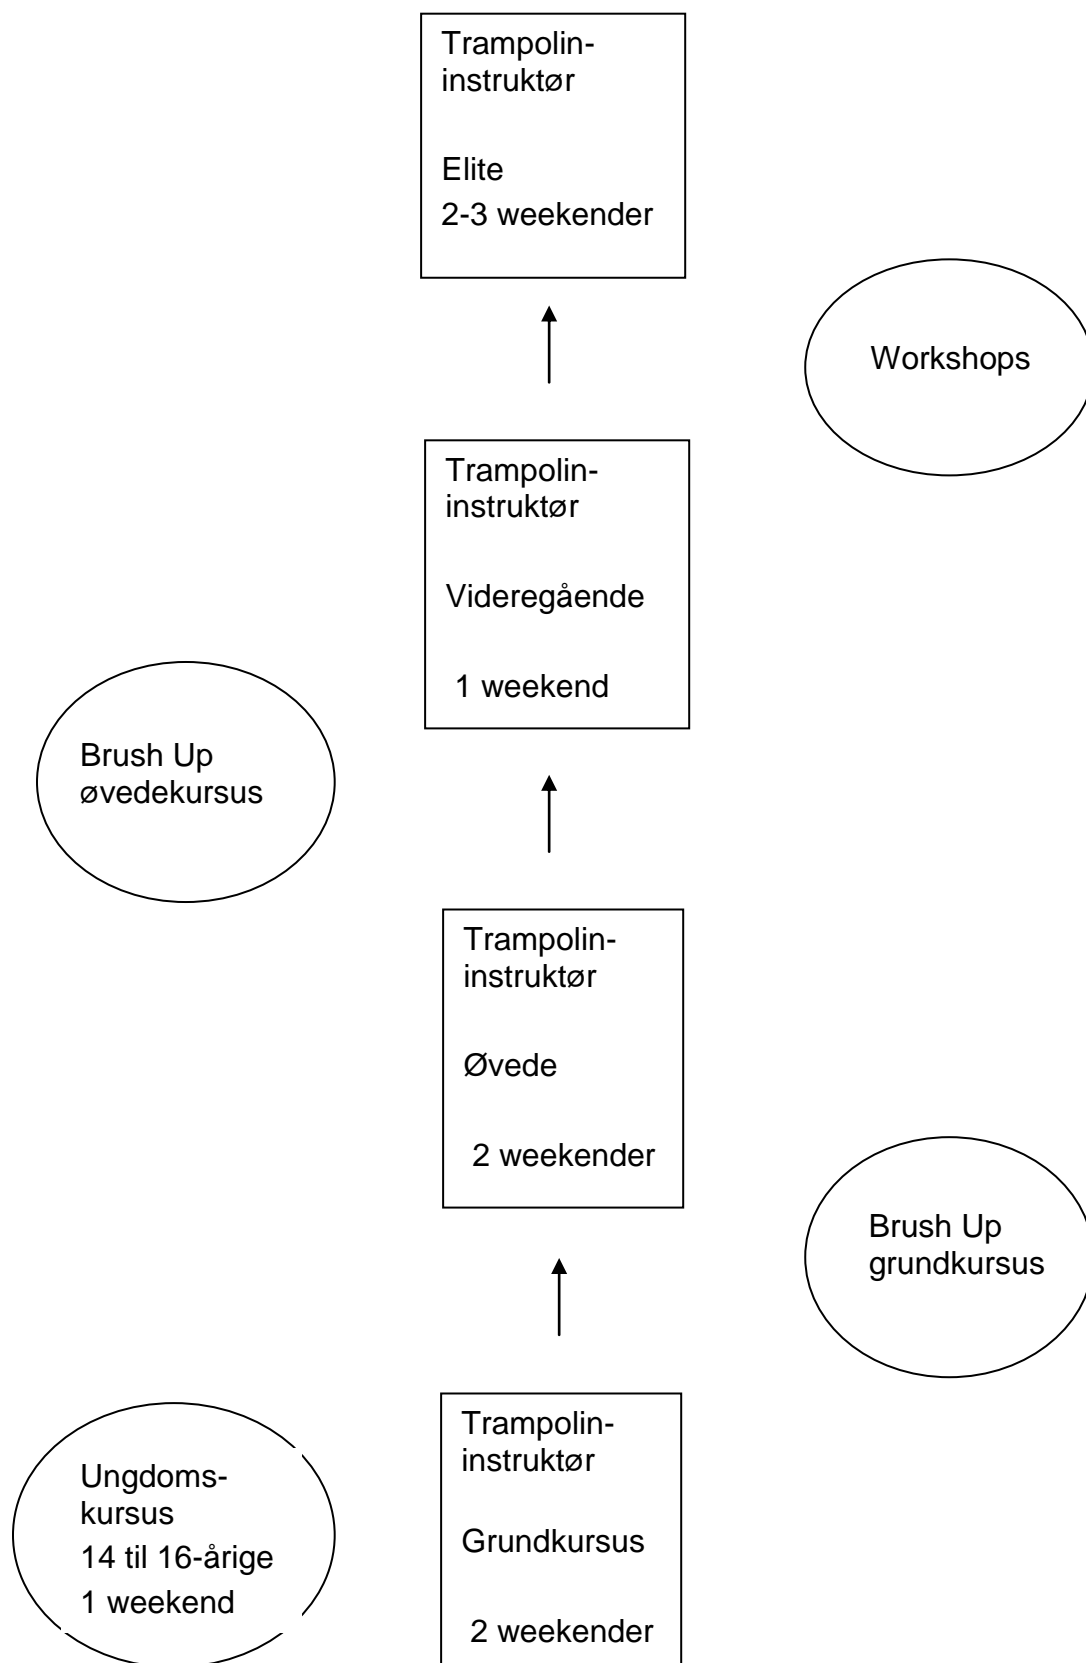 Trampolin-
instruktør
Elite
2-3 weekender
Workshops
Trampolin-
instruktør
Videregående
1 weekend
Brush Up
øvedekursus
Trampolin-
instruktør
Øvede
2 weekender
Brush Up
grundkursus
Trampolin-
instruktør
Grundkursus
2 weekender
Ungdoms-
kursus
14 til 16-årige
1 weekend